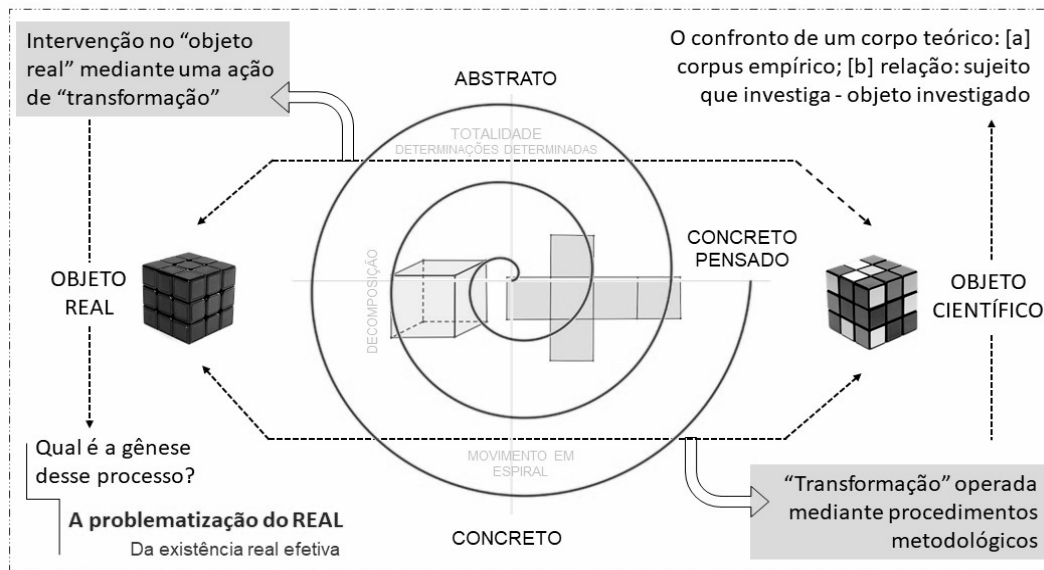 Intervenção no “objeto
real” mediante uma ação
de “transformação”
O confronto de um corpo teórico: [a]
corpus empírico; [b] relação: sujeito
que investiga - objeto investigado
ABSTRATO
TOTALIDADE
DETERMINAÇÕES DETERMINADAS
DECOMPOSIÇÃO
CONCRETO
PENSADO
OBJETO
REAL
OBJETO
CIENTÍFICO
MOVIMENTO EM
ESPIRAL
CONCRETO
Qual é a gênese
desse processo?
A problematização do REAL
Da existência real efetiva
“Transformação” operada
mediante procedimentos
metodológicos